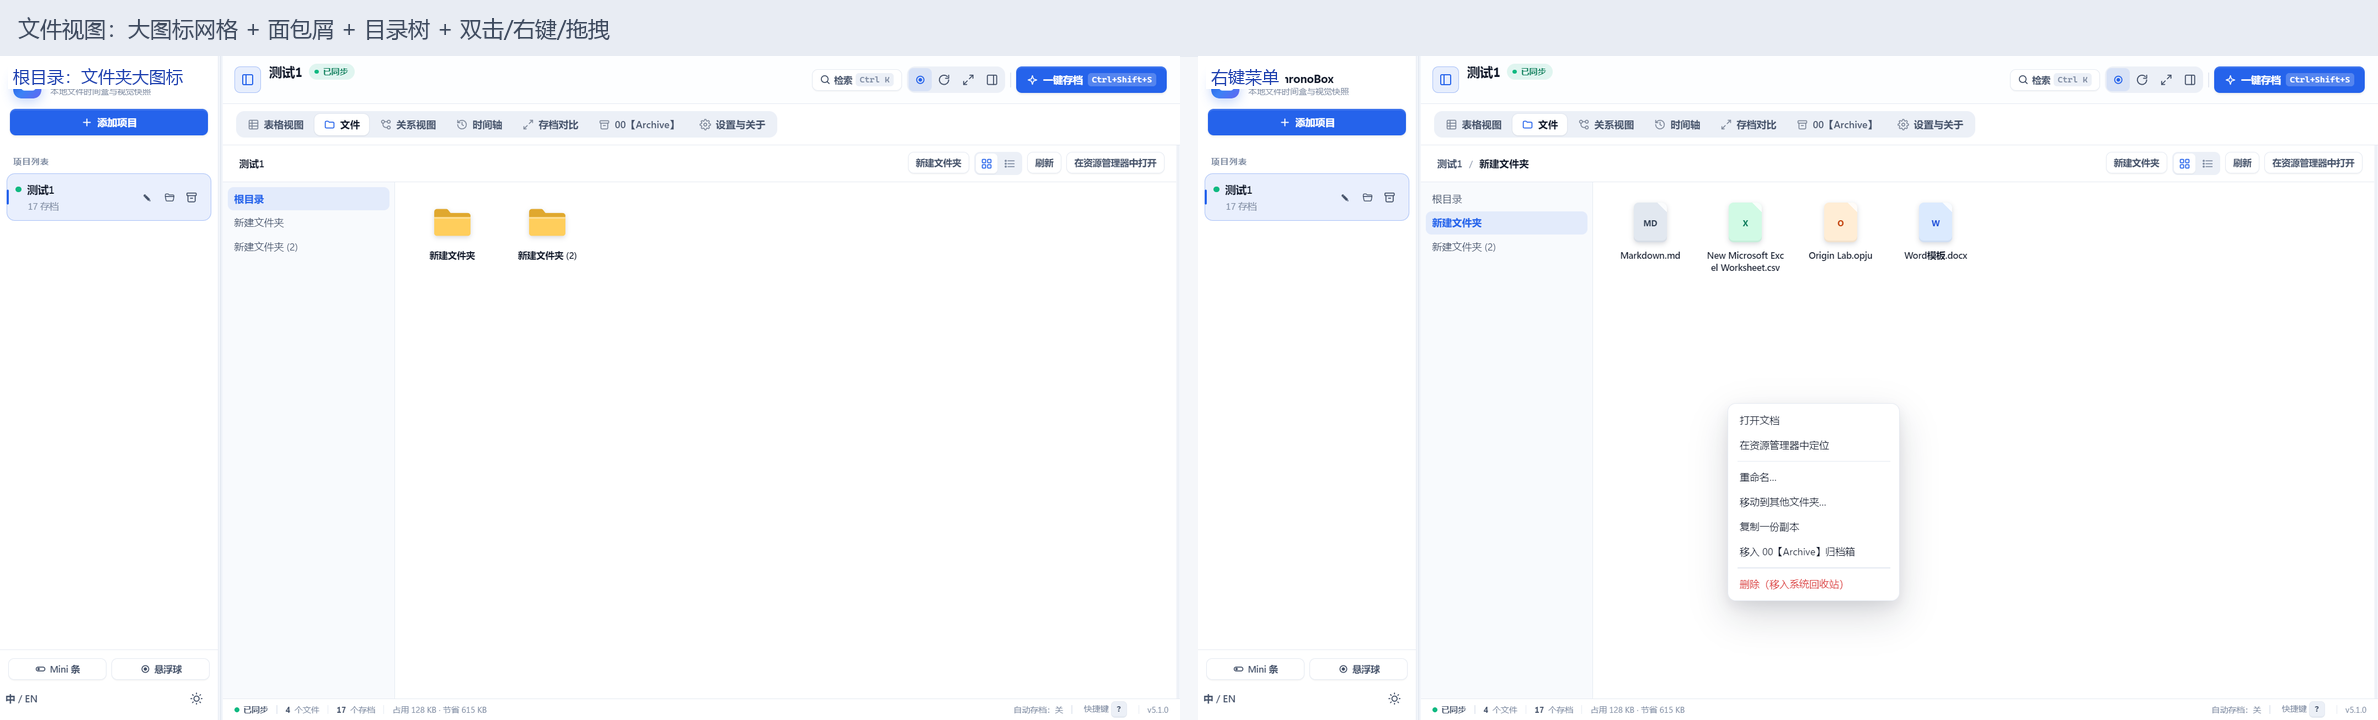 文件视图：大图标网格 + 面包屑 + 目录树 + 双击/右键/拖拽
根目录：文件夹大图标
本地文件时间盒与视觉快照
+ 添加项目
项目列表
测试1
17 存档
Mini 条
悬浮球
中 / EN
测试1
已同步
检索 Ctrl K
一键存档 Ctrl+Shift+S
表格视图
文件
关系视图
时间轴
存档对比
00【Archive】
设置与关于
测试1
新建文件夹
刷新
在资源管理器中打开
根目录
新建文件夹
新建文件夹 (2)
新建文件夹
新建文件夹 (2)
已同步
4 个文件
17 个存档
占用 128 KB · 节省 615 KB
自动存档：关
快捷键 ?
v5.1.0
右键菜单
ronoBox
本地文件时间盒与视觉快照
+ 添加项目
项目列表
测试1
17 存档
Mini 条
悬浮球
中 / EN
测试1
已同步
检索 Ctrl K
一键存档 Ctrl+Shift+S
表格视图
文件
关系视图
时间轴
存档对比
00【Archive】
设置与关于
测试1 / 新建文件夹
新建文件夹
刷新
在资源管理器中打开
根目录
新建文件夹
新建文件夹 (2)
MD
Markdown.md
X
New Microsoft Exc
el Worksheet.csv
O
Origin Lab.opju
W
Word模板.docx
打开文档
在资源管理器中定位
重命名...
移动到其他文件夹...
复制一份副本
移入 00【Archive】归档箱
删除（移入系统回收站）
已同步
4 个文件
17 个存档
占用 128 KB · 节省 615 KB
自动存档：关
快捷键 ?
v5.1.0